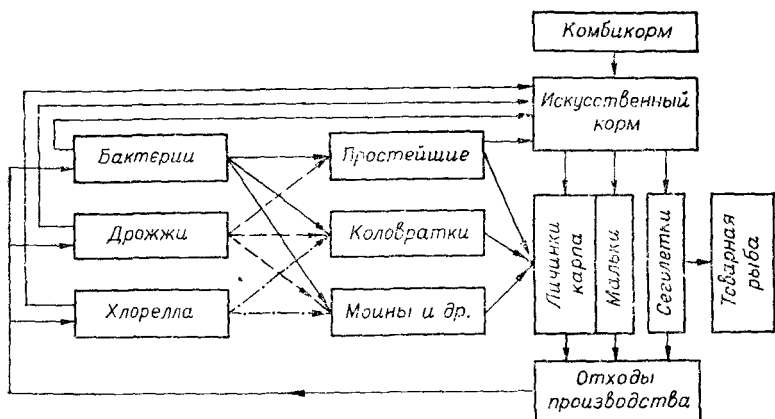 Комбикорм
Искусственный
корм
Бактерии
Простейшие
Дрожжи
Коловратки
Хлорелла
Моины и др.
Личинки
карпа
Мальки
Сеголетки
Товарная
рыба
Отходы
производства